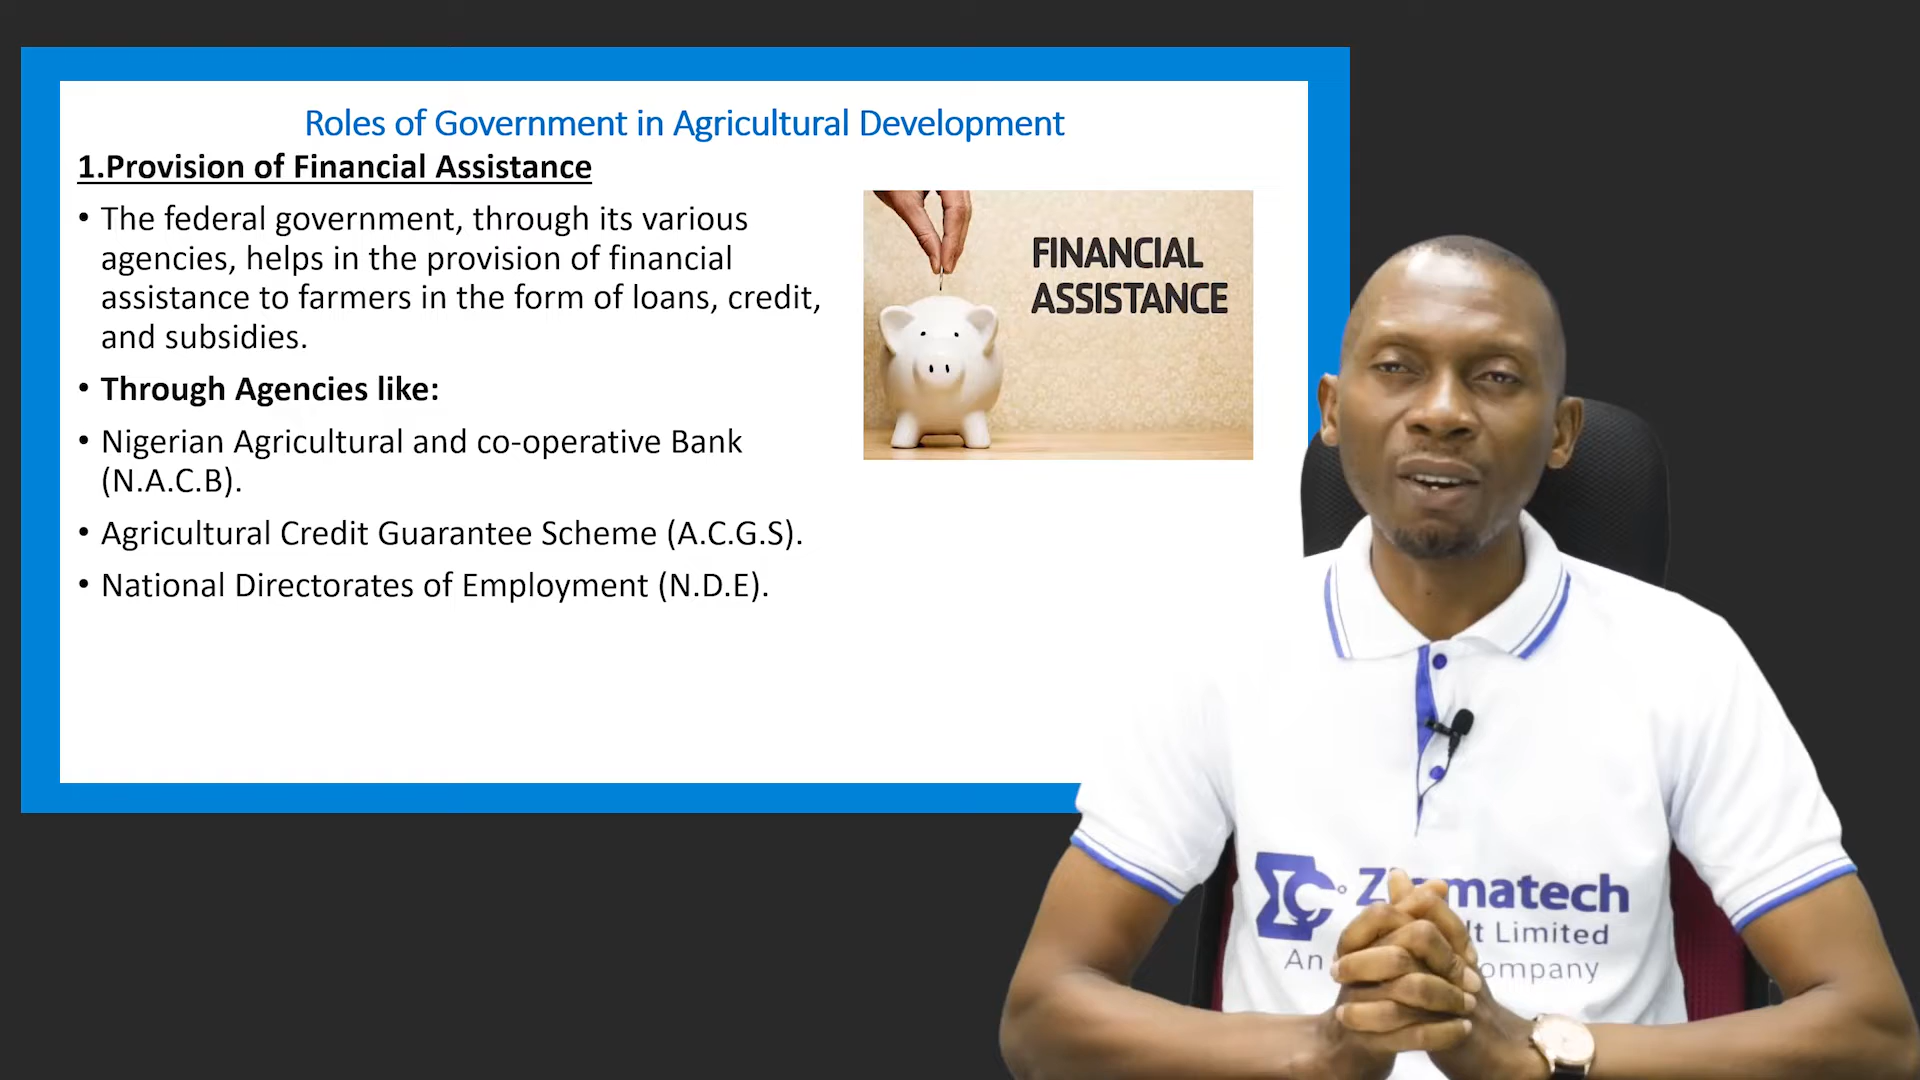 Roles of Government in Agricultural Development
1.Provision of Financial Assistance
• The federal government, through its various
agencies, helps in the provision of financial
assistance to farmers in the form of loans, credit,
and subsidies.
• Through Agencies like:
• Nigerian Agricultural and co-operative Bank
(N.A.C.B).
• Agricultural Credit Guarantee Scheme (A.C.G.S).
• National Directorates of Employment (N.D.E).
FINANCIAL
ASSISTANCE
Limited
An